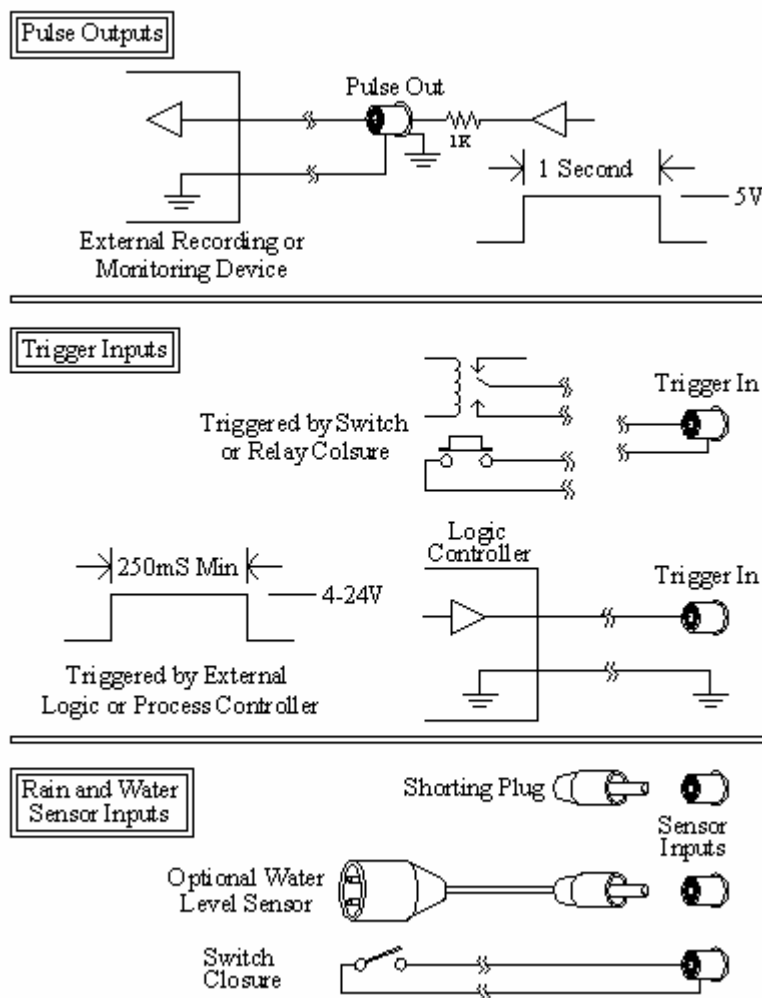 Pulse Outputs
Pulse Out
1K
1 Second
5V
External Recording or
Monitoring Device
Trigger Inputs
Trigger In
Triggered by Switch
or Relay Colsure
Logic
Controller
250mS Min
4-24V
Trigger In
Triggered by External
Logic or Process Controller
Rain and Water
Sensor Inputs
Shorting Plug
Sensor
Inputs
Optional Water
Level Sensor
Switch
Closure